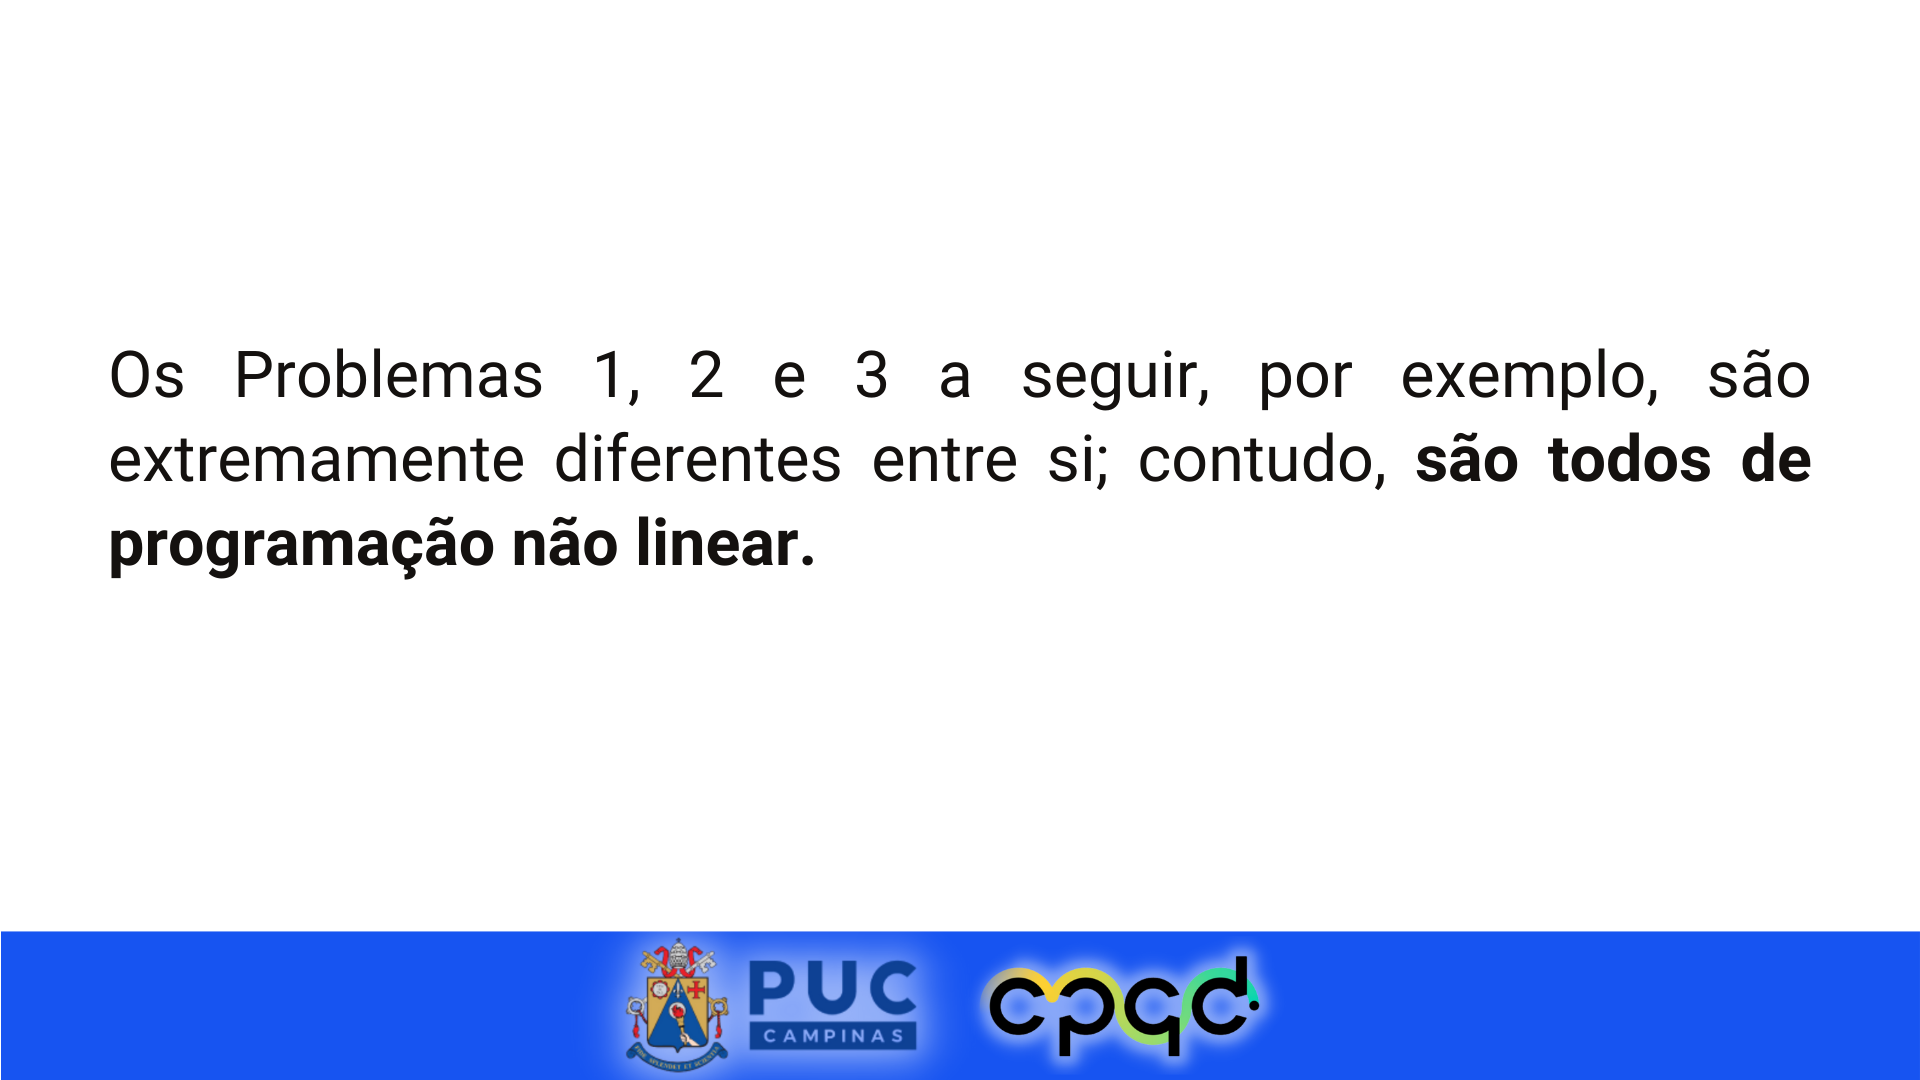 Os Problemas 1, 2 e 3 a seguir, por exemplo, são
extremamente diferentes entre si; contudo, são todos de
programação não linear.
PUC
CAMPINAS
cpqd